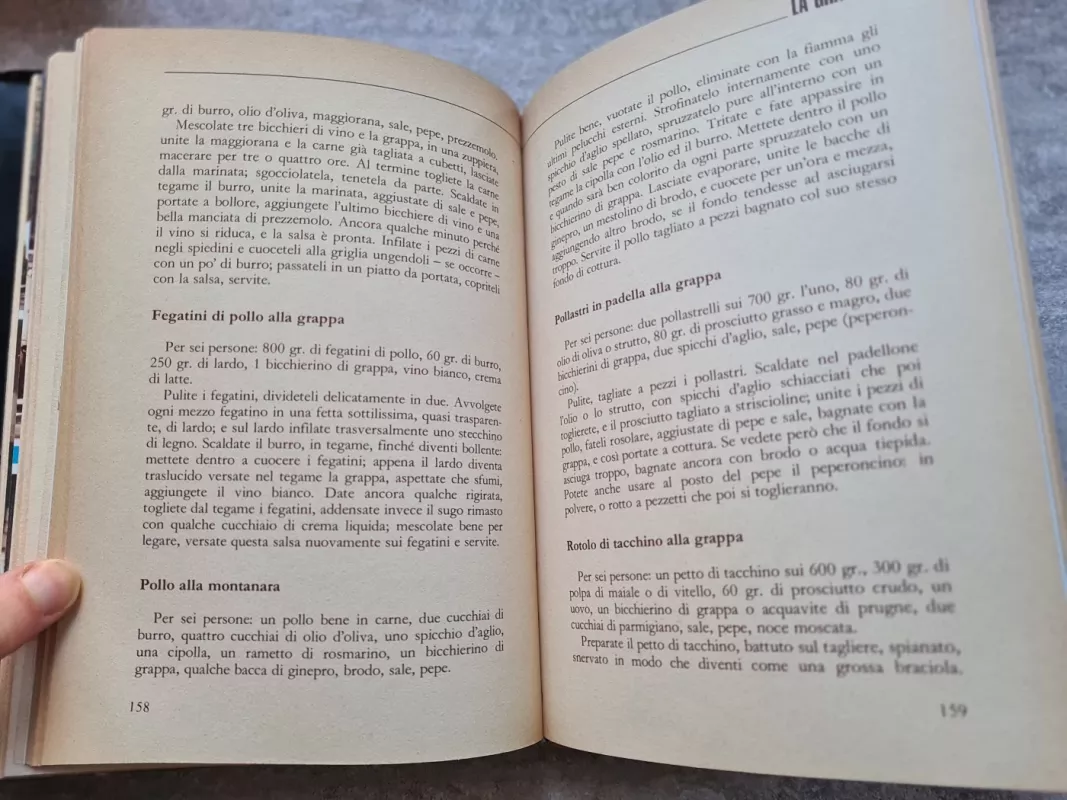 gr. di burro, olio d'oliva, maggiorana, sale, pepe, prezzemolo.
Mescolate tre bicchieri di vino e la grappa, in una zuppiera,
unite la maggiorana e la carne già tagliata a cubetti, lasciate
macerare per tre o quattro ore. Al termine togliete la carne
dalla marinata; sgocciolatela, tenetela da parte. Scaldate in
tegame il burro, unite la marinata, aggiustate di sale e pepe,
portate a bollore, aggiungete l'ultimo bicchiere di vino e una
bella manciata di prezzemolo. Ancora qualche minuto perché
il vino si riduca, e la salsa è pronta. Infilate i pezzi di carne
negli spiedini e cuoceteli alla griglia ungendoli – se occorre –
con un po' di burro; passateli in un piatto da portata, copriteli
con la salsa, servite.
Fegatini di pollo alla grappa
Per sei persone: 800 gr. di fegatini di pollo, 60 gr. di burro,
250 gr. di lardo, 1 bicchierino di grappa, vino bianco, crema
di latte.
Pulite i fegatini, divideteli delicatamente in due. Avvolgete
ogni mezzo fegatino in una fetta sottilissima, quasi trasparen-
te, di lardo; e sul lardo infilate trasversalmente uno stecchino
di legno. Scaldate il burro, in tegame, finché diventi bollente:
mettete dentro a cuocere i fegatini; appena il lardo diventa
traslucido versate nel tegame la grappa, aspettate che sfumi,
aggiungete il vino bianco. Date ancora qualche rigirata,
togliete dal tegame i fegatini, addensate invece il sugo rimasto
con qualche cucchiaio di crema liquida; mescolate bene per
legare, versate questa salsa nuovamente sui fegatini e servite.
Pollo alla montanara
Per sei persone: un pollo bene in carne, due cucchiai di
burro, quattro cucchiai di olio d'oliva, uno spicchio d'aglio,
una cipolla, un rametto di rosmarino, un bicchierino di
grappa, qualche bacca di ginepro, brodo, sale, pepe.
158
LA
Pulite bene, vuotate il pollo, eliminate con la fiamma gli
ultimi pelucchi esterni. Strofinatelo internamente con uno
spicchio d'aglio spellato, spruzzatelo pure all'interno con un
pesto di sale pepe e rosmarino. Tritate e fate appassire in
tegame la cipolla con l'olio ed il burro. Mettete dentro il pollo
e quando sarà ben colorito da ogni parte spruzzatelo con un
bicchierino di grappa. Lasciate evaporare, unite le bacche di
ginepro, un mestolino di brodo, e cuocete per un'ora e mezza,
aggiungendo altro brodo, se il fondo tendesse ad asciugarsi
troppo. Servite il pollo tagliato a pezzi bagnato col suo stesso
fondo di cottura.
Pollastri in padella alla grappa
Per sei persone: due pollastrelli sui 700 gr. l'uno, 80 gr. di
olio di oliva o strutto, 80 gr. di prosciutto grasso e magro, due
bicchierini di grappa, due spicchi d'aglio, sale, pepe (peperon-
cino).
Pulite, tagliate a pezzi i pollastri. Scaldate nel padellone
l'olio o lo strutto, con spicchi d'aglio schiacciati che poi
toglierete, e il prosciutto tagliato a striscioline; unite i pezzi di
pollo, fateli rosolare, aggiustate di pepe e sale, bagnate con la
grappa, e così portate a cottura. Se vedete però che il fondo si
asciuga troppo, bagnate ancora con brodo o acqua tiepida.
Potete anche usare al posto del pepe il peperoncino: in
polvere, o rotto a pezzetti che poi si toglieranno.
Rotolo di tacchino alla grappa
Per sei persone: un petto di tacchino sui 600 gr., 300 gr. di
polpa di maiale o di vitello, 60 gr. di prosciutto crudo, un
uovo, un bicchierino di grappa o acquavite di prugne, due
cucchiai di parmigiano, sale, pepe, noce moscata.
Preparate il petto di tacchino, battuto sul tagliere, spianato,
snervato in modo che diventi come una grossa braciola.
159